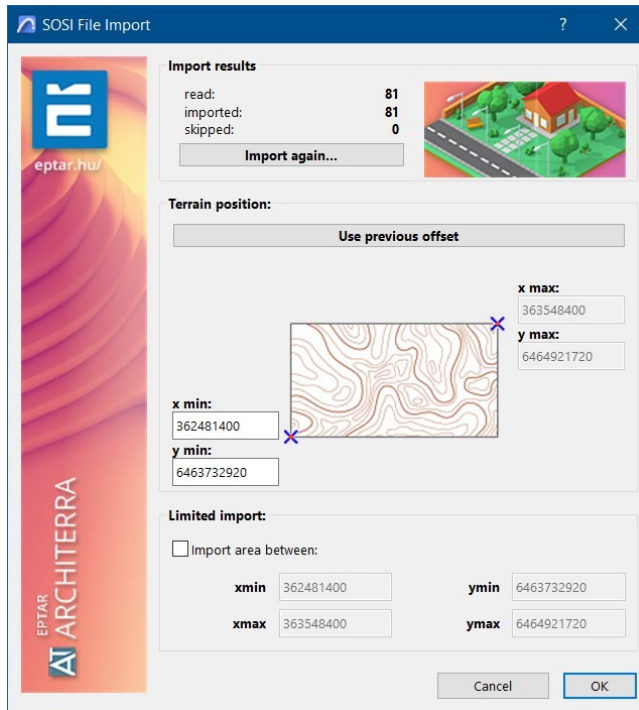 SOSI File Import
?
eptar.hu/
EPTAR
ARCHITERRA
AT
Import results
read: 81
imported: 81
skipped: 0
Import again...
Terrain position:
Use previous offset
x max:
363548400
y max:
6464921720
x min:
362481400
y min:
6463732920
Limited import:
Import area between:
xmin 362481400 ymin 6463732920
xmax 363548400 ymax 6464921720
Cancel OK